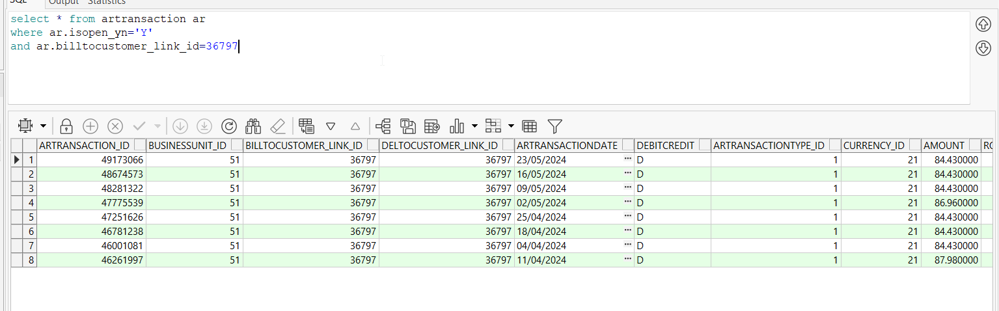 SQL Output Statistics
select * from artransaction ar
where ar.isopen_yn='Y'
and ar.billtocustomer_link_id=36797
ARTRANSACTION_ID BUSINESSUNIT_ID BILLTOCUSTOMER_LINK_ID DELTOCUSTOMER_LINK_ID ARTRANSACTIONDATE DEBITCREDIT ARTRANSACTIONTYPE_ID CURRENCY_ID AMOUNT
1 49173066 51 36797 36797 23/05/2024 ... D 1 21 84.430000
2 48674573 51 36797 36797 16/05/2024 ... D 1 21 84.430000
3 48281322 51 36797 36797 09/05/2024 ... D 1 21 84.430000
4 47775539 51 36797 36797 02/05/2024 ... D 1 21 86.960000
5 47251626 51 36797 36797 25/04/2024 ... D 1 21 84.430000
6 46781238 51 36797 36797 18/04/2024 ... D 1 21 84.430000
7 46001081 51 36797 36797 04/04/2024 ... D 1 21 84.430000
8 46261997 51 36797 36797 11/04/2024 ... D 1 21 87.980000